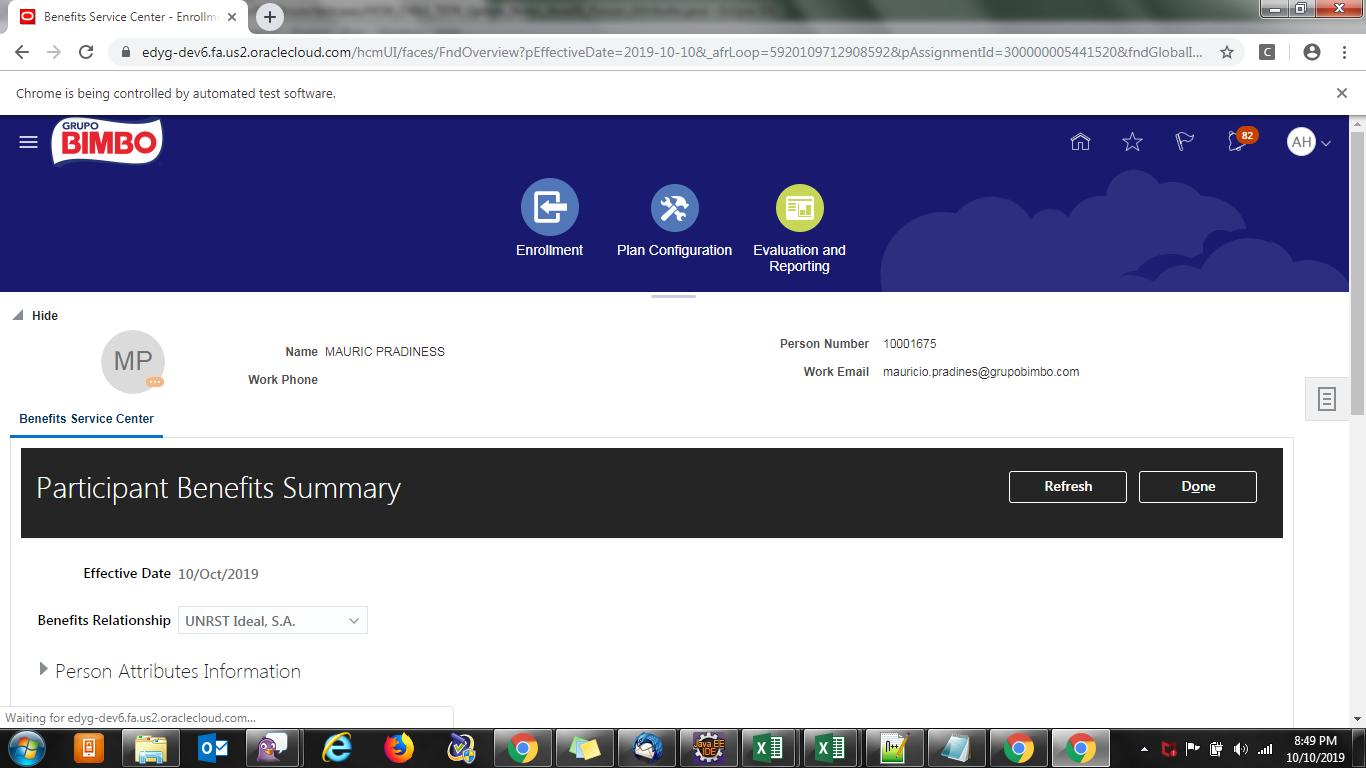 Benefits Service Center - Enrollm
edyg-dev6.fa.us2.oraclecloud.com/hcmUI/faces/FndOverview?pEffectiveDate=2019-10-10&_afrLoop=59201097129085592&pAssignmentId=300000005441520&fndGlobalI...
C
Chrome is being controlled by automated test software.
GRUPO
BIMBO
82
AH
Enrollment
Plan Configuration
Evaluation and
Reporting
Hide
MP
Name MAURIC PRADINESS
Work Phone
Person Number 10001675
Work Email mauricio.pradines@grupobimbo.com
Benefits Service Center
Participant Benefits Summary
Refresh
Done
Effective Date 10/Oct/2019
Benefits Relationship UNRST Ideal, S.A.
Person Attributes Information
Waiting for edyg-dev6.fa.us2.oraclecloud.com...
Java EE
IDE
8:49 PM
10/10/2019